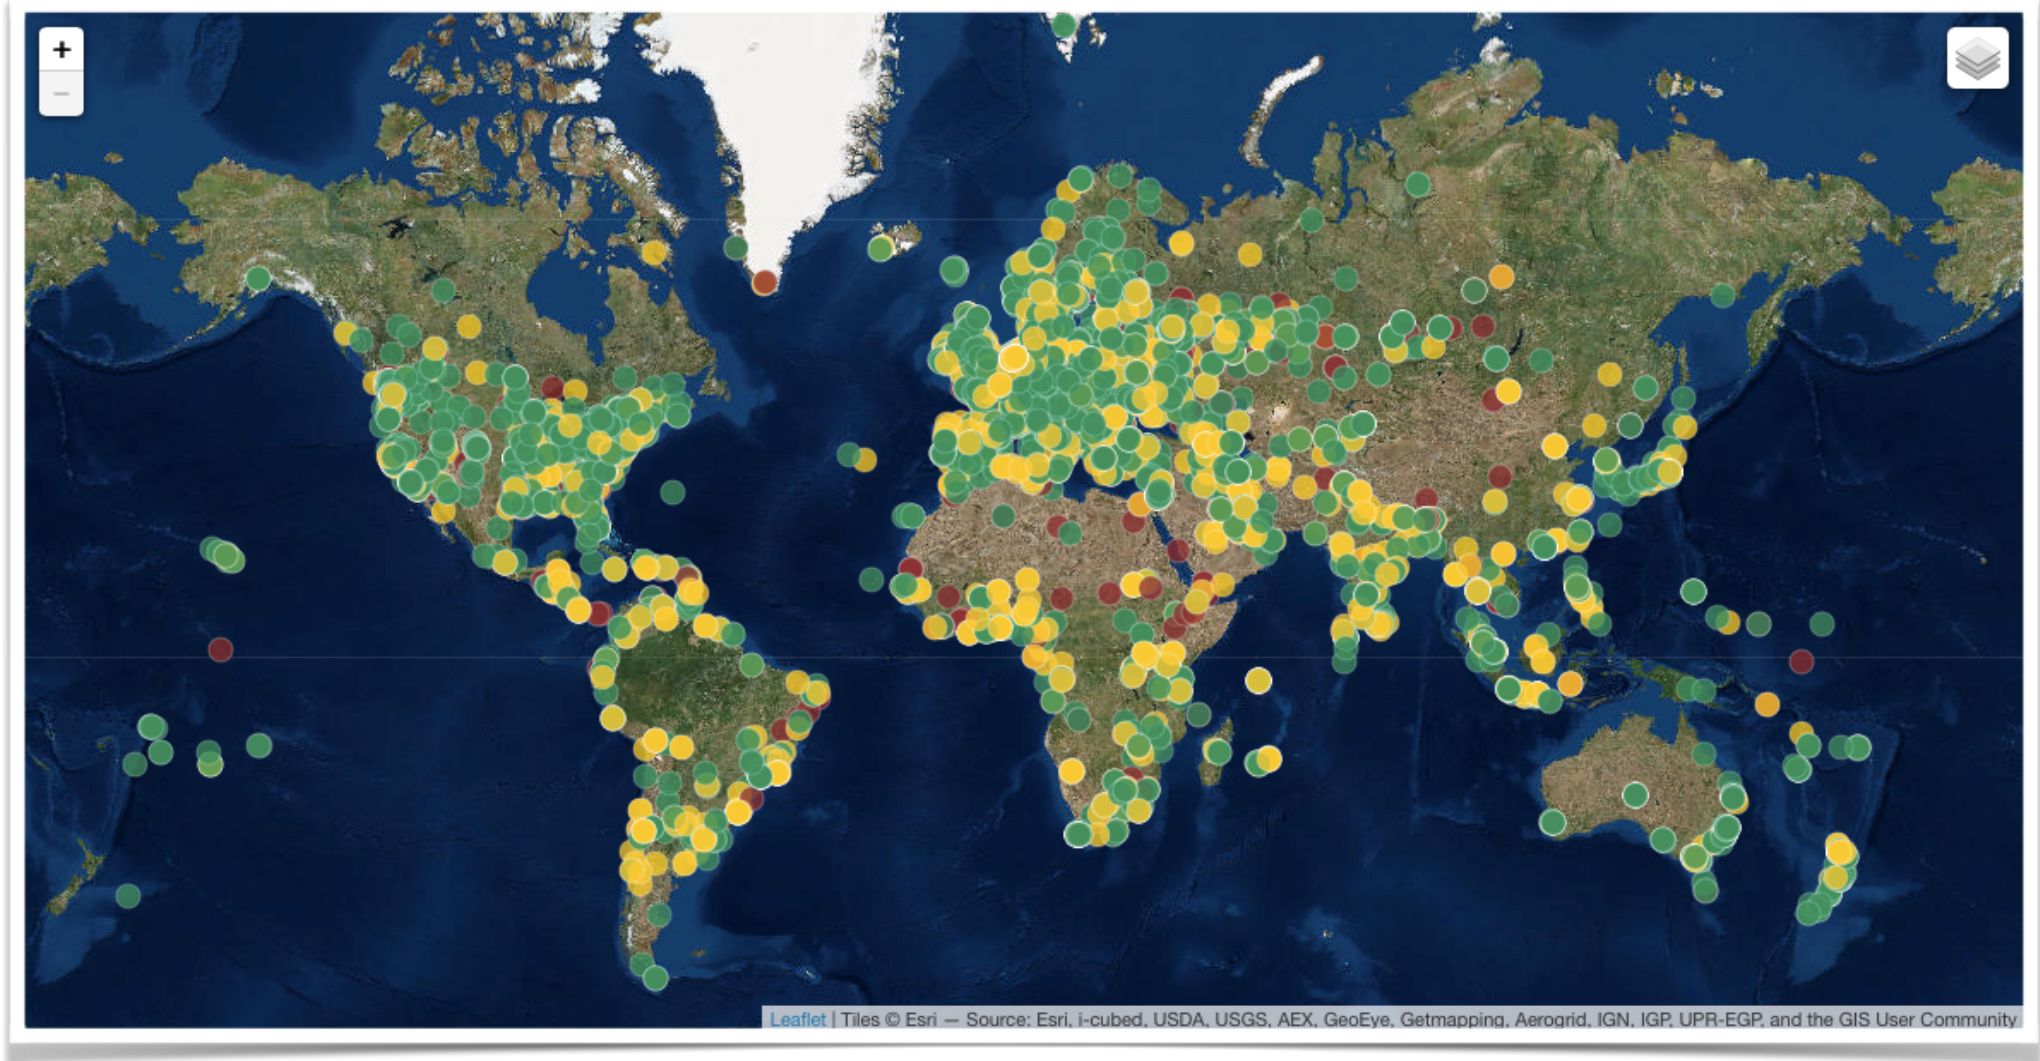 +
−
Leaflet | Tiles © Esri — Source: Esri, i-cubed, USDA, USGS, AEX, GeoEye, Getmapping, Aerogrid, IGN, IGP, UPR-EGP, and the GIS User Community